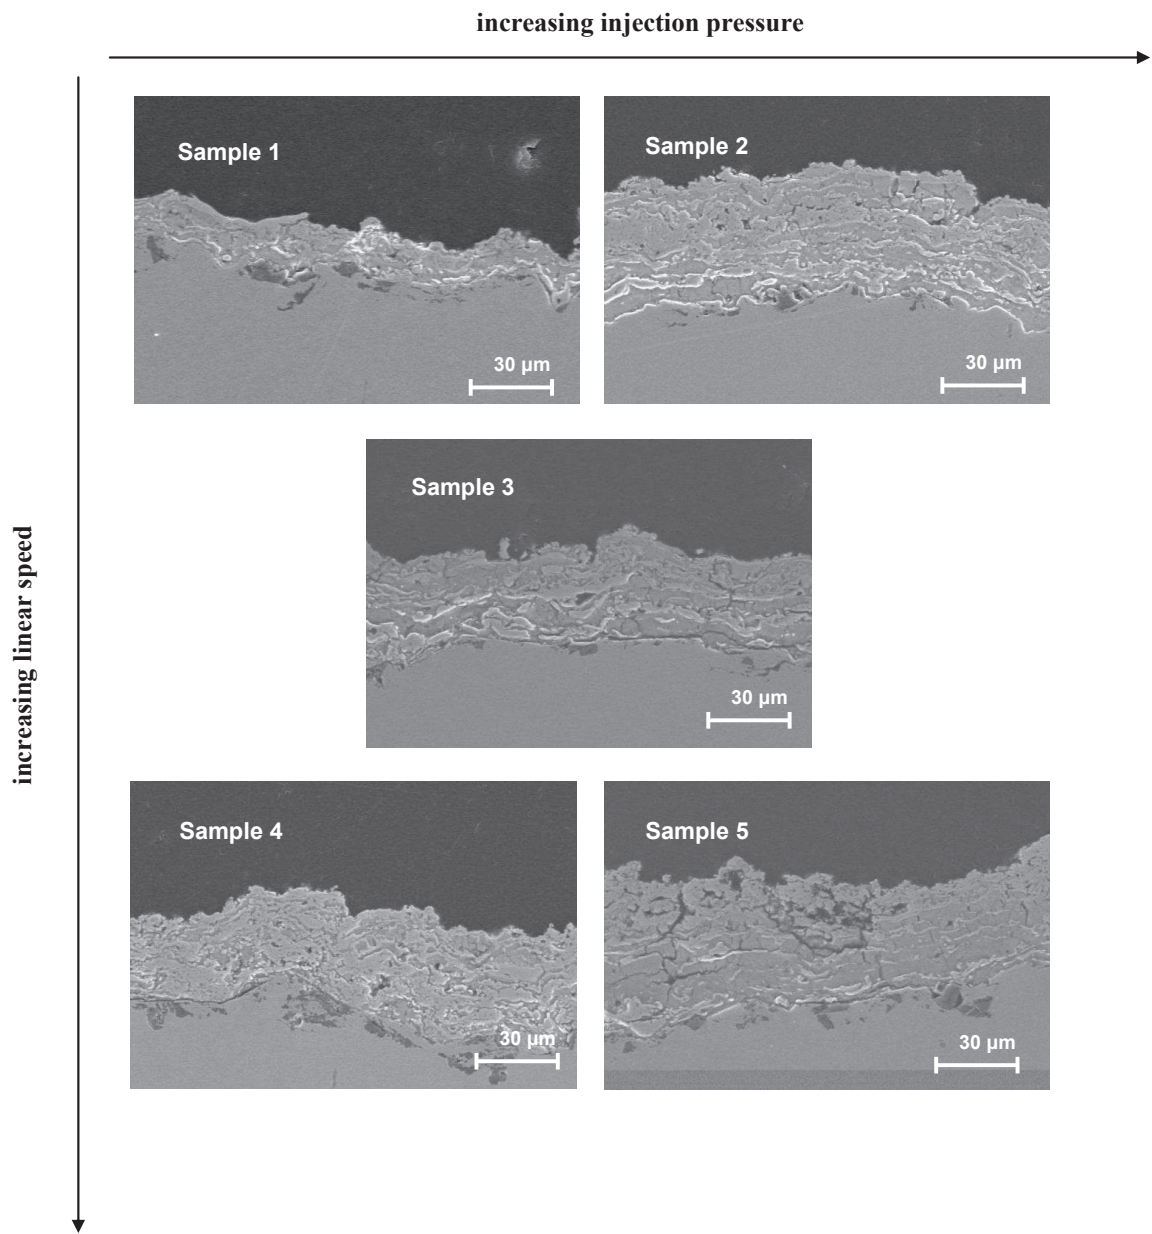 increasing injection pressure
increasing linear speed
Sample 1
30 µm
Sample 2
30 µm
Sample 3
30 µm
Sample 4
30 µm
Sample 5
30 µm